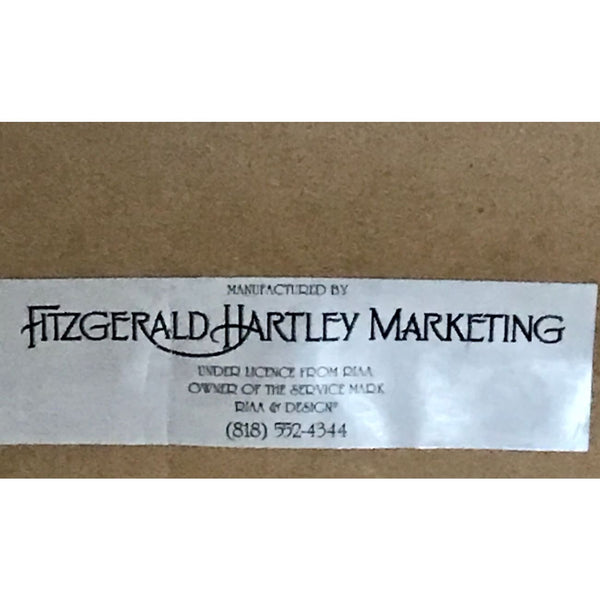 MANUFACTURED BY
FITZGERALD HARTLEY MARKETING
UNDER LICENCE FROM RIAA
OWNER OF THE SERVICE MARK
RIAA & DESIGN®
(818) 552-4344